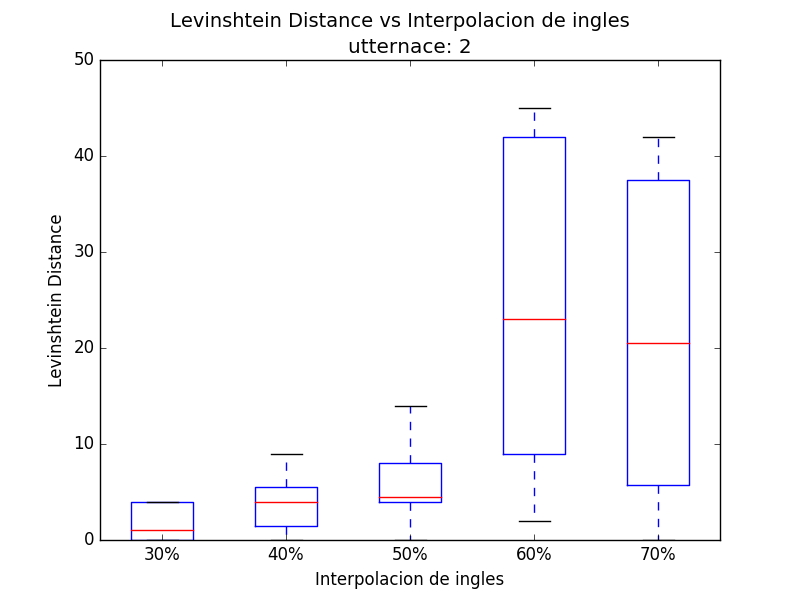 Levinshtein Distance vs Interpolacion de ingles
utternace: 2
50
40
30
20
10
0
Levinshtein Distance
30% 40% 50% 60% 70%
Interpolacion de ingles